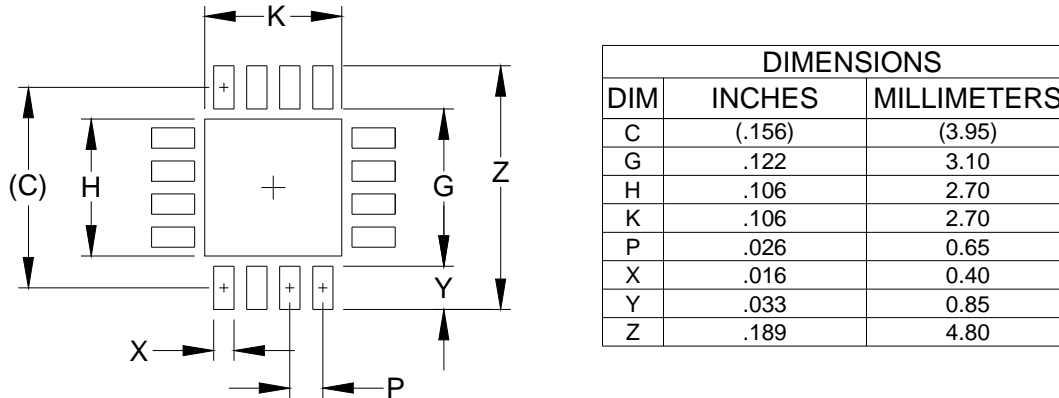 K
(C)
H
G
Z
Y
X
P
DIMENSIONS
DIM INCHES MILLIMETERS
C (.156) (3.95)
G .122 3.10
H .106 2.70
K .106 2.70
P .026 0.65
X .016 0.40
Y .033 0.85
Z .189 4.80